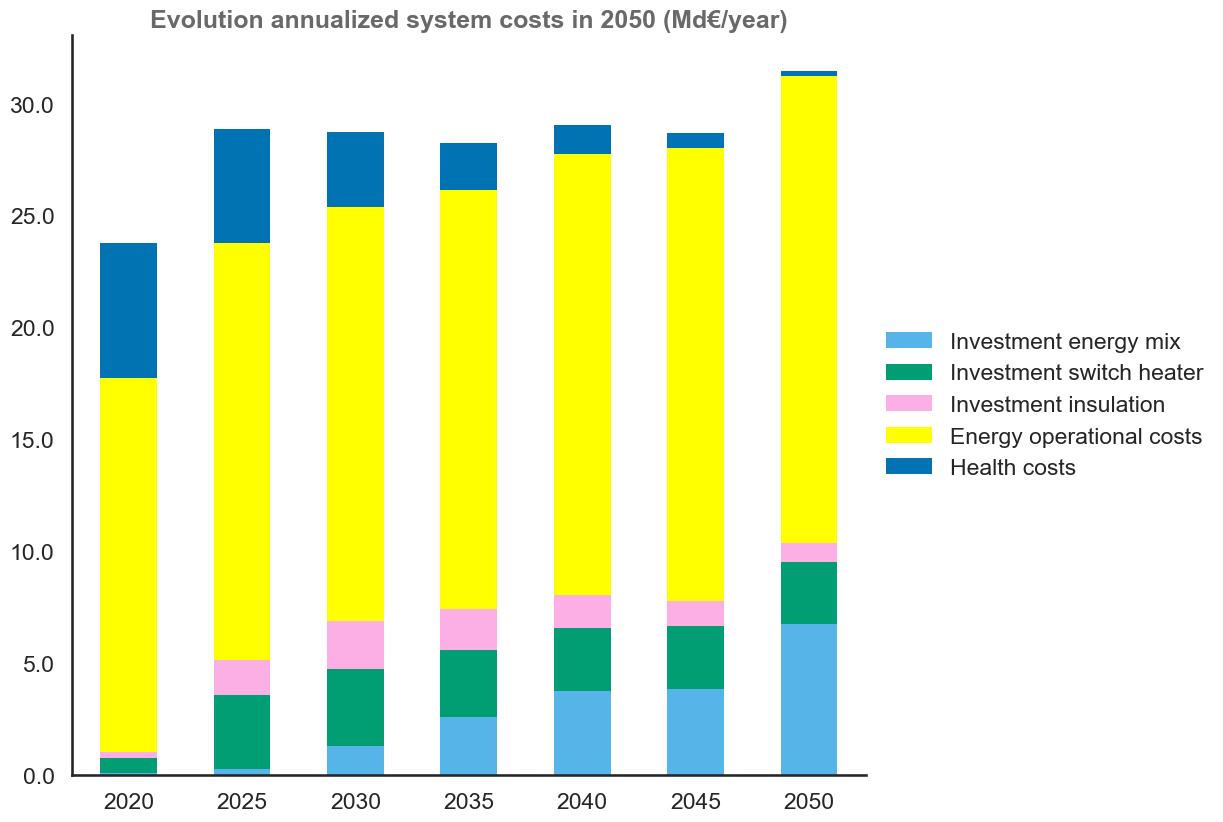 Evolution annualized system costs in 2050 (Md€/year)
30.0
25.0
20.0
15.0
10.0
5.0
0.0
2020 2025 2030 2035 2040 2045 2050
Investment energy mix
Investment switch heater
Investment insulation
Energy operational costs
Health costs